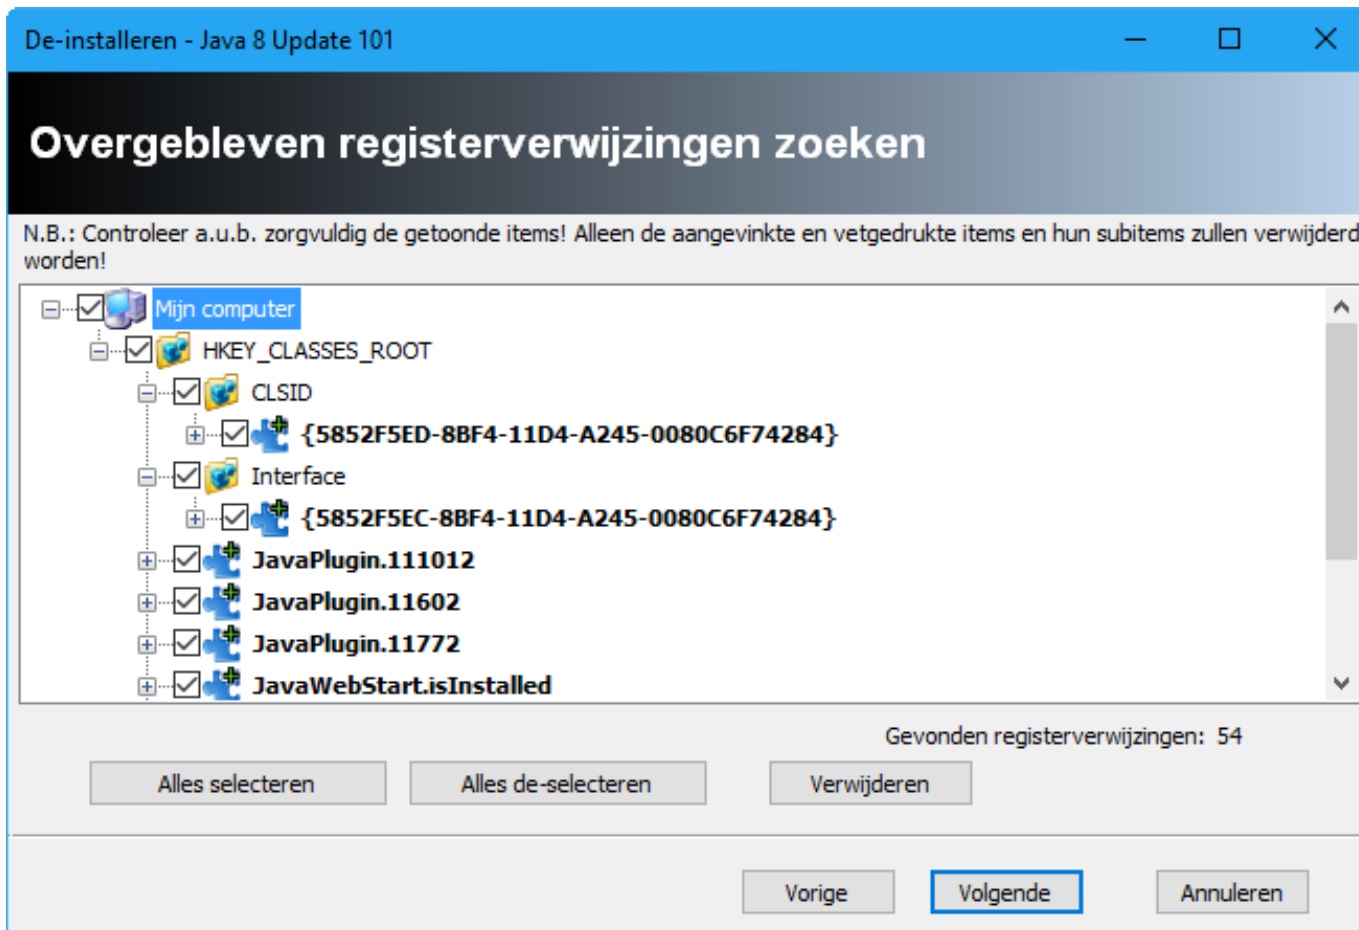 De-installeren - Java 8 Update 101
Overgebleven registerverwijzingen zoeken
N.B.: Controleer a.u.b. zorgvuldig de getoonde items! Alleen de aangevinkte en vetgedrukte items en hun subitems zullen verwijderd
worden!
Mijn computer
HKEY_CLASSES_ROOT
CLSID
{5852F5ED-8BF4-11D4-A245-0080C6F74284}
Interface
{5852F5EC-8BF4-11D4-A245-0080C6F74284}
JavaPlugin.111012
JavaPlugin.11602
JavaPlugin.11772
JavaWebStart.isInstalled
Gevonden registerverwijzingen: 54
Alles selecteren Alles de-selecteren Verwijderen
Vorige Volgende Annuleren